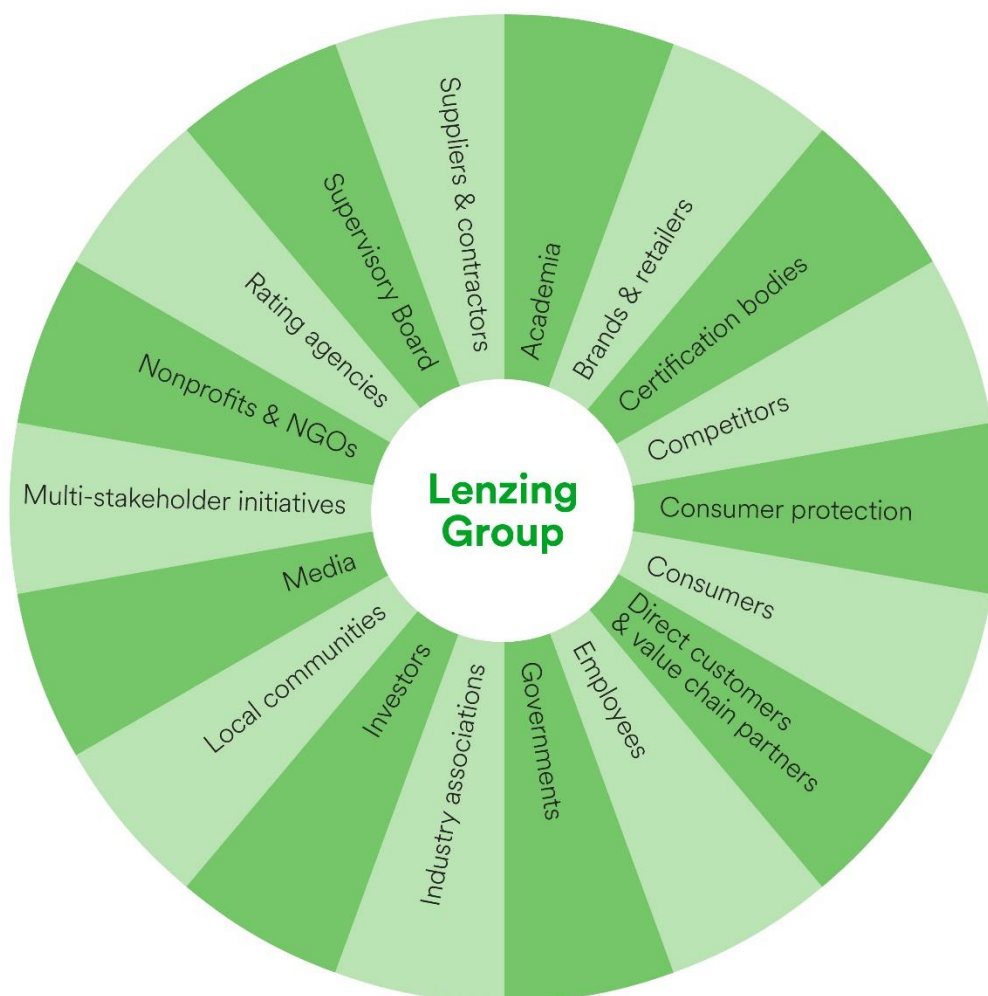 Lenzing
Group
Academia
Brands & retailers
Certification bodies
Competitors
Consumer protection
Consumers
Direct customers
& value chain partners
Employees
Governments
Industry associations
Investors
Local communities
Media
Multi-stakeholder initiatives
Nonprofits & NGOs
Rating agencies
Supervisory Board
Suppliers & contractors